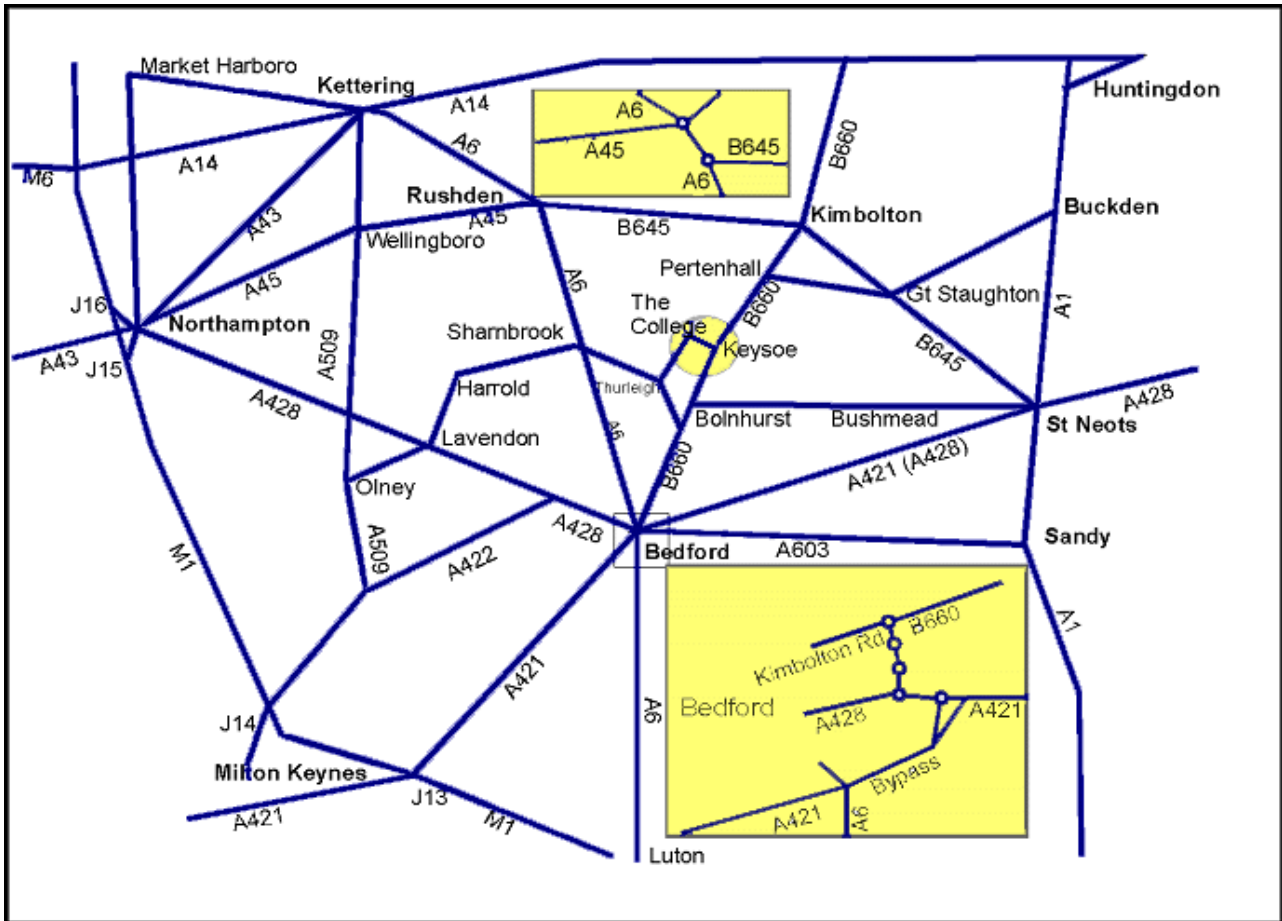 Market Harboro
Kettering
A14
A6
A6
A45
B645
A6
B660
Huntingdon
M6
A14
A43
Rushden
A45
Wellingboro
B645
Kimbolton
Buckden
A45
J16
Northampton
A43
J15
A509
A6
Pertenhall
The
College
B660
Gt Staughton
A1
Sharnbrook
Keysoe
B645
Harrold
Thurleigh
A428
Lavendon
A6
Bolnhurst
Bushmead
A428
St Neots
B660
A421 (A428)
Olney
A509
A428
A422
Bedford
A603
Sandy
M1
A421
A6
A1
Kimbolton Rd
B660
Bedford
A428
A421
Bypass
A421
A6
J14
Milton Keynes
J13
A421
M1
Luton